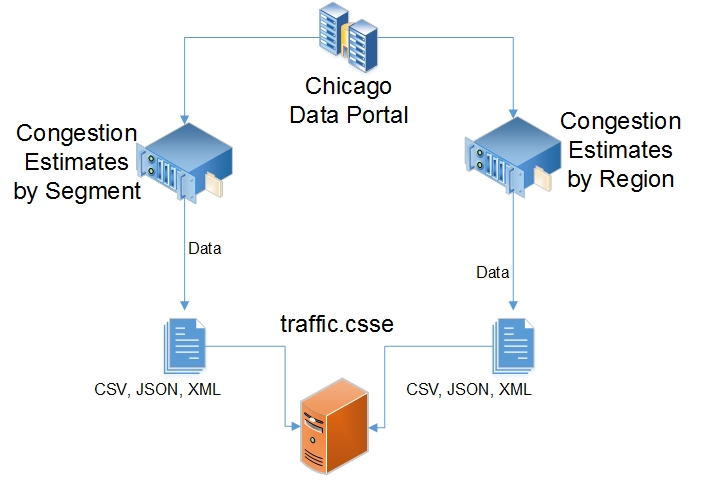 Chicago
Data Portal
Congestion
Estimates
by Segment
Congestion
Estimates
by Region
Data
Data
traffic.csse
CSV, JSON, XML
CSV, JSON, XML